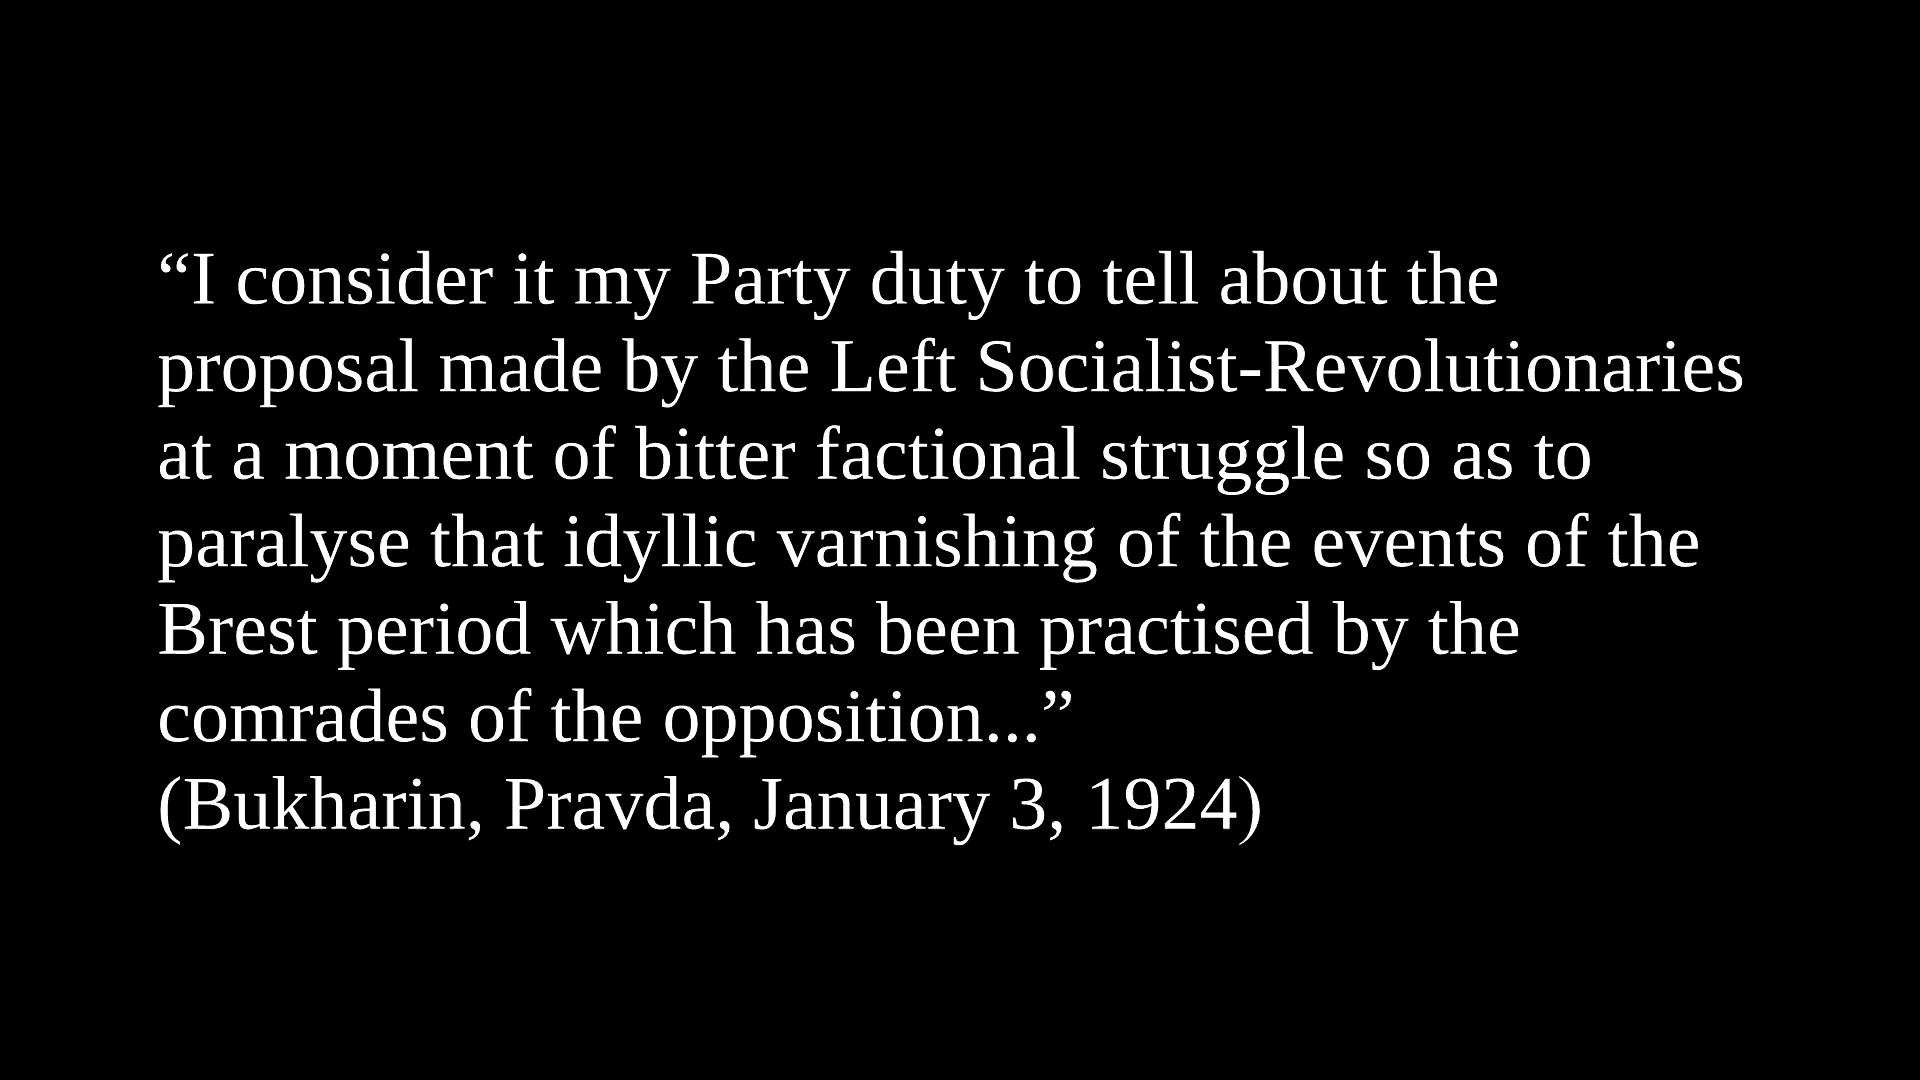 “I consider it my Party duty to tell about the
proposal made by the Left Socialist-Revolutionaries
at a moment of bitter factional struggle so as to
paralyse that idyllic varnishing of the events of the
Brest period which has been practised by the
comrades of the opposition...”
(Bukharin, Pravda, January 3, 1924)